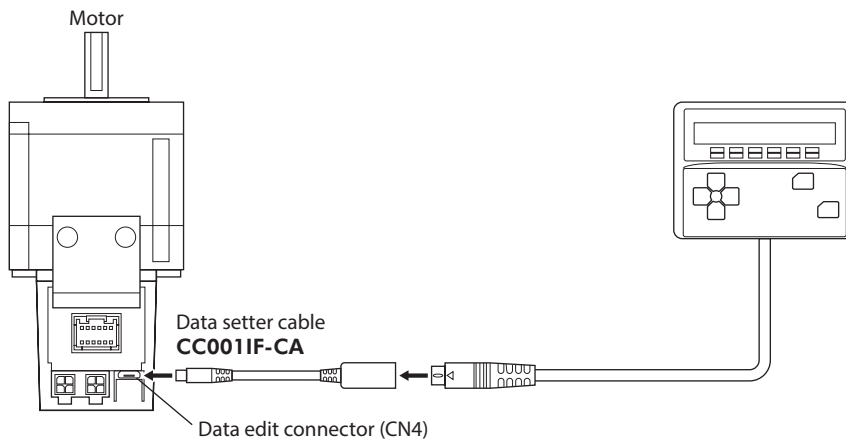 Motor
Data setter cable
CC001IF-CA
Data edit connector (CN4)